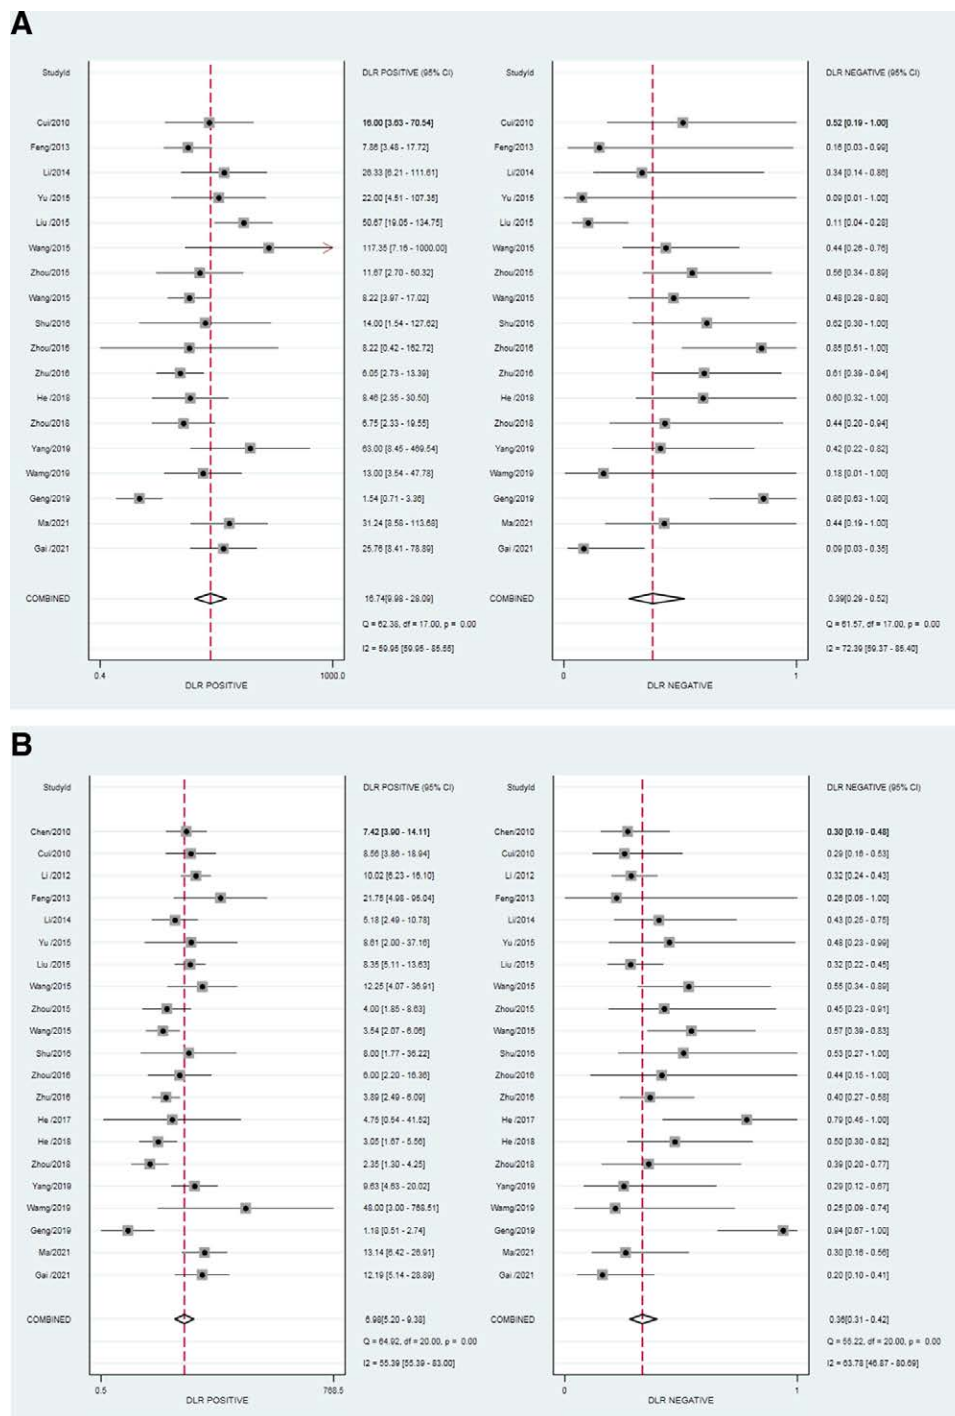 A
StudyId DLR POSITIVE (95% CI) StudyId DLR NEGATIVE (95% CI)
Cui/2010 16.00 [3.63 - 70.54] Cui/2010 0.52 [0.19 - 1.00]
Feng/2013 7.86 [3.48 - 17.72] Feng/2013 0.16 [0.03 - 0.99]
Li/2014 26.33 [6.21 - 111.61] Li/2014 0.34 [0.14 - 0.86]
Yu /2015 22.00 [4.51 - 107.35] Yu /2015 0.09 [0.01 - 1.00]
Liu /2015 50.67 [19.05 - 134.75] Liu /2015 0.11 [0.04 - 0.28]
Wang/2015 117.35 [7.16 - 1000.00] Wang/2015 0.44 [0.26 - 0.76]
Zhou/2015 11.67 [2.70 - 50.32] Zhou/2015 0.56 [0.34 - 0.89]
Wang/2015 8.22 [3.97 - 17.02] Wang/2015 0.48 [0.28 - 0.80]
Shu/2016 14.00 [1.54 - 127.62] Shu/2016 0.62 [0.30 - 1.00]
Zhou/2016 8.22 [0.42 - 162.72] Zhou/2016 0.85 [0.51 - 1.00]
Zhu/2016 6.05 [2.73 - 13.39] Zhu/2016 0.61 [0.39 - 0.94]
He /2018 8.46 [2.35 - 30.50] He /2018 0.60 [0.32 - 1.00]
Zhou/2018 6.75 [2.33 - 19.55] Zhou/2018 0.44 [0.20 - 0.94]
Yang/2019 63.00 [8.45 - 469.54] Yang/2019 0.42 [0.22 - 0.82]
Wamg/2019 13.00 [3.54 - 47.78] Wamg/2019 0.18 [0.01 - 1.00]
Geng/2019 1.54 [0.71 - 3.36] Geng/2019 0.86 [0.63 - 1.00]
Ma/2021 31.24 [8.58 - 113.68] Ma/2021 0.44 [0.19 - 1.00]
Gai /2021 25.76 [8.41 - 78.89] Gai /2021 0.09 [0.03 - 0.35]
COMBINED 16.74[9.98 - 28.09] COMBINED 0.39[0.29 - 0.52]
Q = 62.38, df = 17.00, p = 0.00 Q = 61.57, df = 17.00, p = 0.00
I2 = 59.95 [59.95 - 85.55] I2 = 72.39 [59.37 - 85.40]
0.4 1000.0 0 1
DLR POSITIVE DLR NEGATIVE
B
StudyId DLR POSITIVE (95% CI) StudyId DLR NEGATIVE (95% CI)
Chen/2010 7.42 [3.90 - 14.11] Chen/2010 0.30 [0.19 - 0.48]
Cui/2010 8.56 [3.86 - 18.94] Cui/2010 0.29 [0.16 - 0.53]
Li /2012 10.02 [6.23 - 16.10] Li /2012 0.32 [0.24 - 0.43]
Feng/2013 21.75 [4.98 - 95.04] Feng/2013 0.26 [0.05 - 1.00]
Li/2014 5.18 [2.49 - 10.78] Li/2014 0.43 [0.25 - 0.75]
Yu /2015 8.61 [2.00 - 37.16] Yu /2015 0.48 [0.23 - 0.99]
Liu /2015 8.35 [5.11 - 13.63] Liu /2015 0.32 [0.22 - 0.45]
Wang/2015 12.25 [4.07 - 36.91] Wang/2015 0.55 [0.34 - 0.89]
Zhou/2015 4.00 [1.85 - 8.63] Zhou/2015 0.45 [0.23 - 0.91]
Wang/2015 3.54 [2.07 - 6.06] Wang/2015 0.57 [0.39 - 0.83]
Shu/2016 8.00 [1.77 - 36.22] Shu/2016 0.53 [0.27 - 1.00]
Zhou/2016 6.00 [2.20 - 16.36] Zhou/2016 0.44 [0.15 - 1.00]
Zhu/2016 3.89 [2.49 - 6.09] Zhu/2016 0.40 [0.27 - 0.58]
He /2017 4.75 [0.54 - 41.52] He /2017 0.79 [0.45 - 1.00]
He /2018 3.05 [1.67 - 5.56] He /2018 0.50 [0.30 - 0.82]
Zhou/2018 2.35 [1.30 - 4.25] Zhou/2018 0.39 [0.20 - 0.77]
Yang/2019 9.63 [4.63 - 20.02] Yang/2019 0.29 [0.12 - 0.67]
Wamg/2019 48.00 [3.00 - 768.51] Wamg/2019 0.25 [0.09 - 0.74]
Geng/2019 1.18 [0.51 - 2.74] Geng/2019 0.94 [0.67 - 1.00]
Ma/2021 13.14 [6.42 - 26.91] Ma/2021 0.30 [0.16 - 0.56]
Gai /2021 12.19 [5.14 - 28.89] Gai /2021 0.20 [0.10 - 0.41]
COMBINED 6.98[5.20 - 9.38] COMBINED 0.36[0.31 - 0.42]
Q = 64.92, df = 20.00, p = 0.00 Q = 55.22, df = 20.00, p = 0.00
I2 = 55.39 [55.39 - 83.00] I2 = 63.78 [46.87 - 80.69]
0.5 768.5 0 1
DLR POSITIVE DLR NEGATIVE